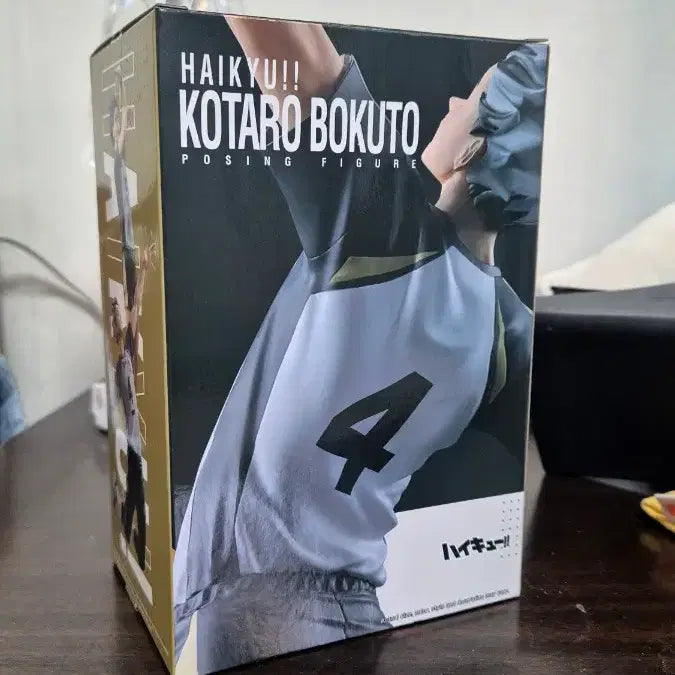 HAIKYU!!
KOTARO BOKUTO
POSING FIGURE
4
ハイキュー!!